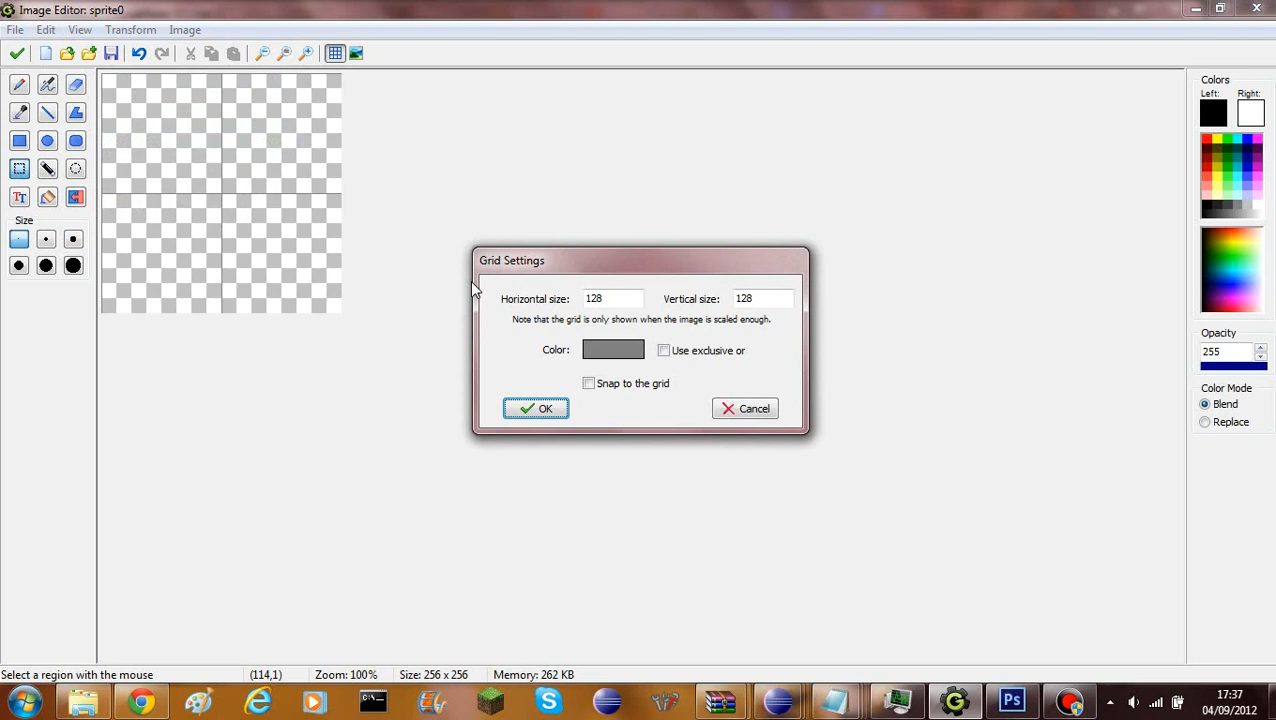 Image Editor: sprite0
File Edit View Transform Image
TT
Size
Colors
Left: Right:
Opacity
255
Color Mode
Blend
Replace
Grid Settings
Horizontal size: 128 Vertical size: 128
Note that the grid is only shown when the image is scaled enough.
Color: Use exclusive or
Snap to the grid
OK Cancel
Select a region with the mouse (114,1) Zoom: 100% Size: 256 x 256 Memory: 262 KB
Ps
17:37
04/09/2012